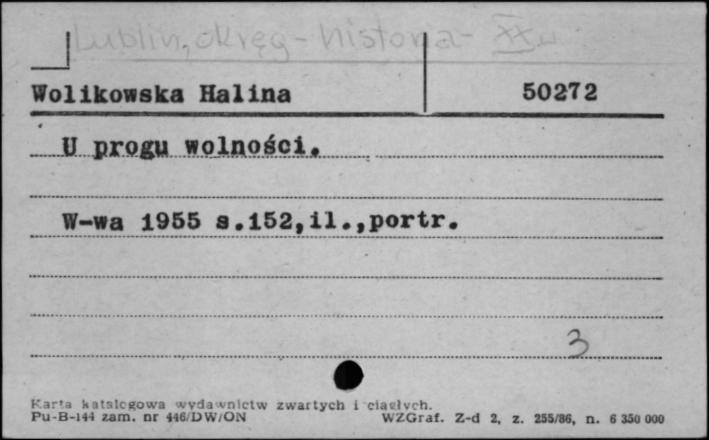 Lublin, okręg - historia - XX w
Wolikowska Halina 50272
U progu wolności.
W-wa 1955 s.152,il.,portr.
3
Karta katalogowa wydawnictw zwartych i ciągłych.
Pu-B-144 zam. nr 446/DW/ON WZGraf. Z-d 2, z. 255/86, n. 6 350 000